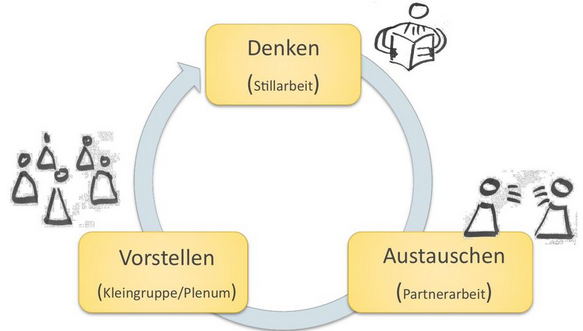 Denken
(Stillarbeit)
Austauschen
(Partnerarbeit)
Vorstellen
(Kleingruppe/Plenum)